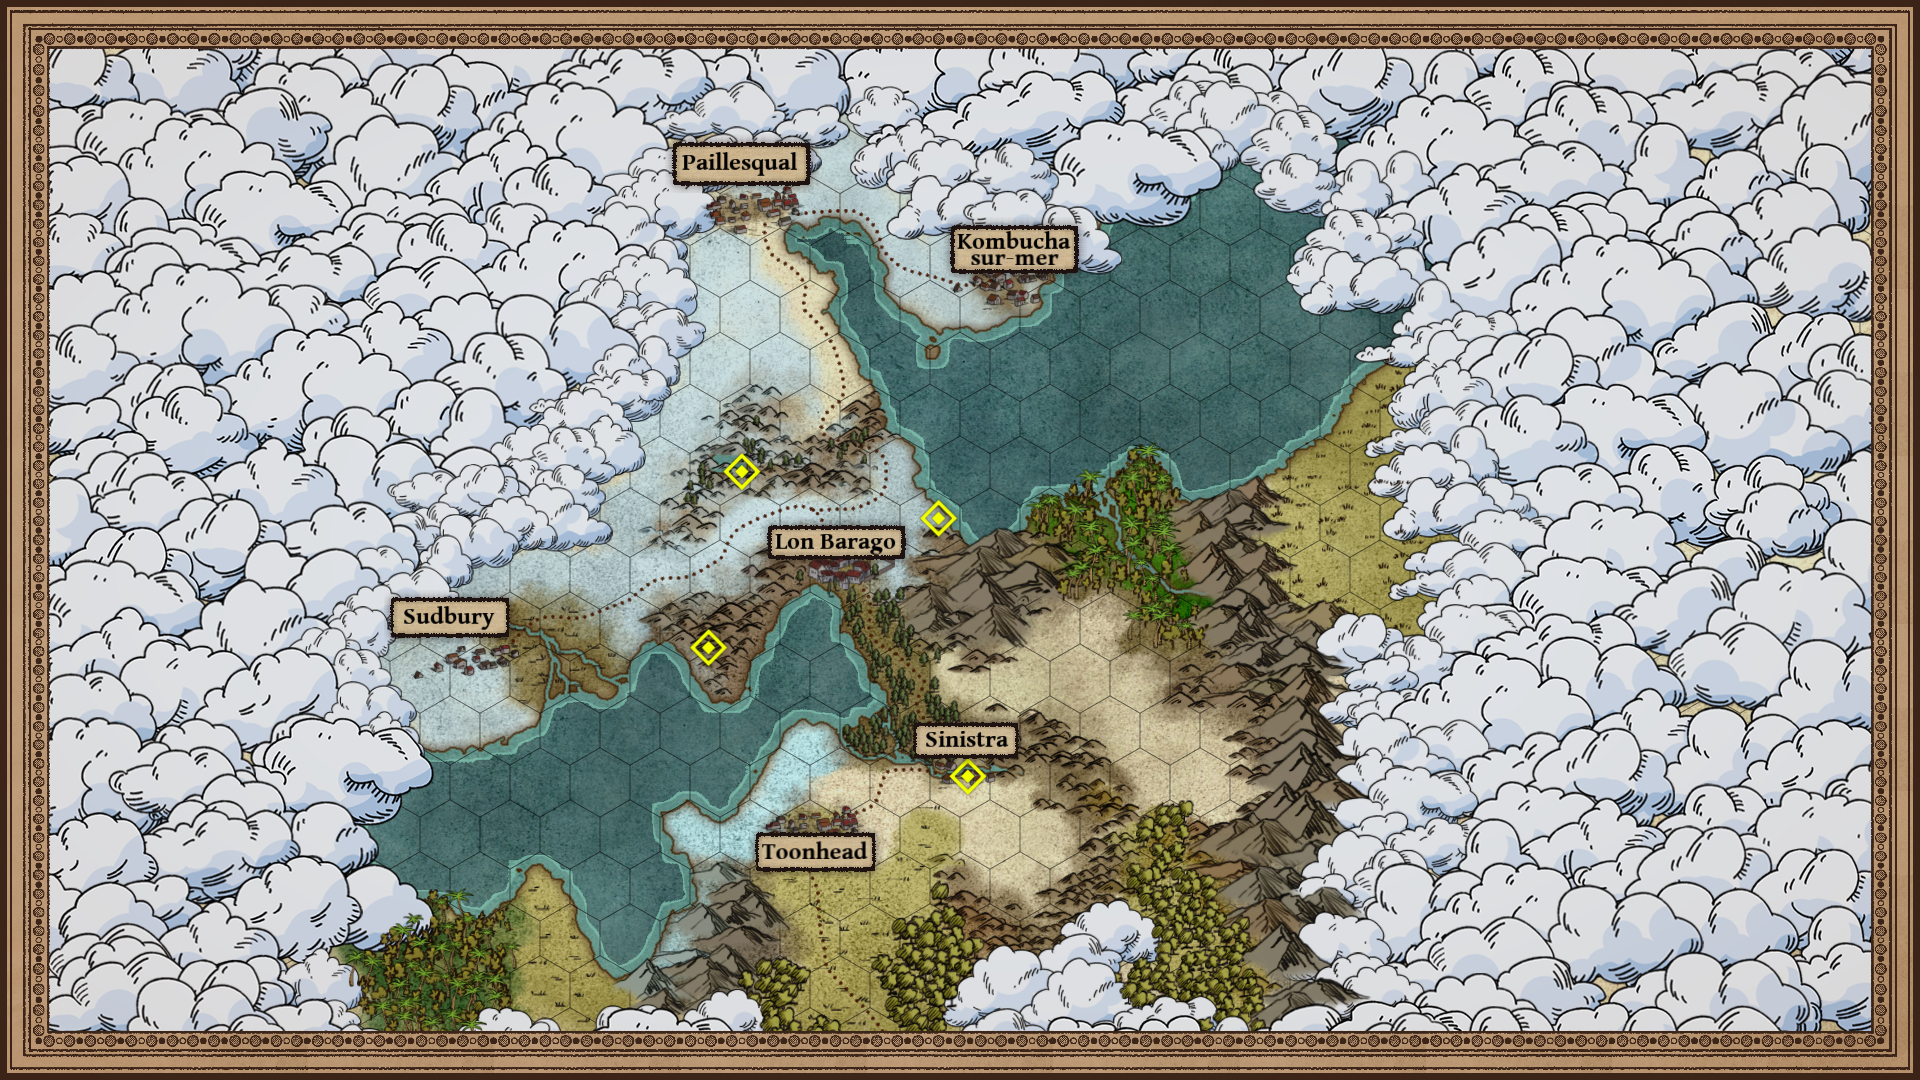 Paillesqual
Kombucha
sur-mer
Lon Barago
Sudbury
Sinistra
Toonhead